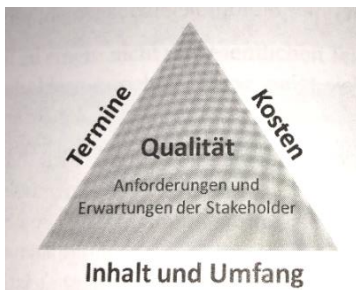 Termine
Kosten
Qualität
Anforderungen und
Erwartungen der Stakeholder
Inhalt und Umfang